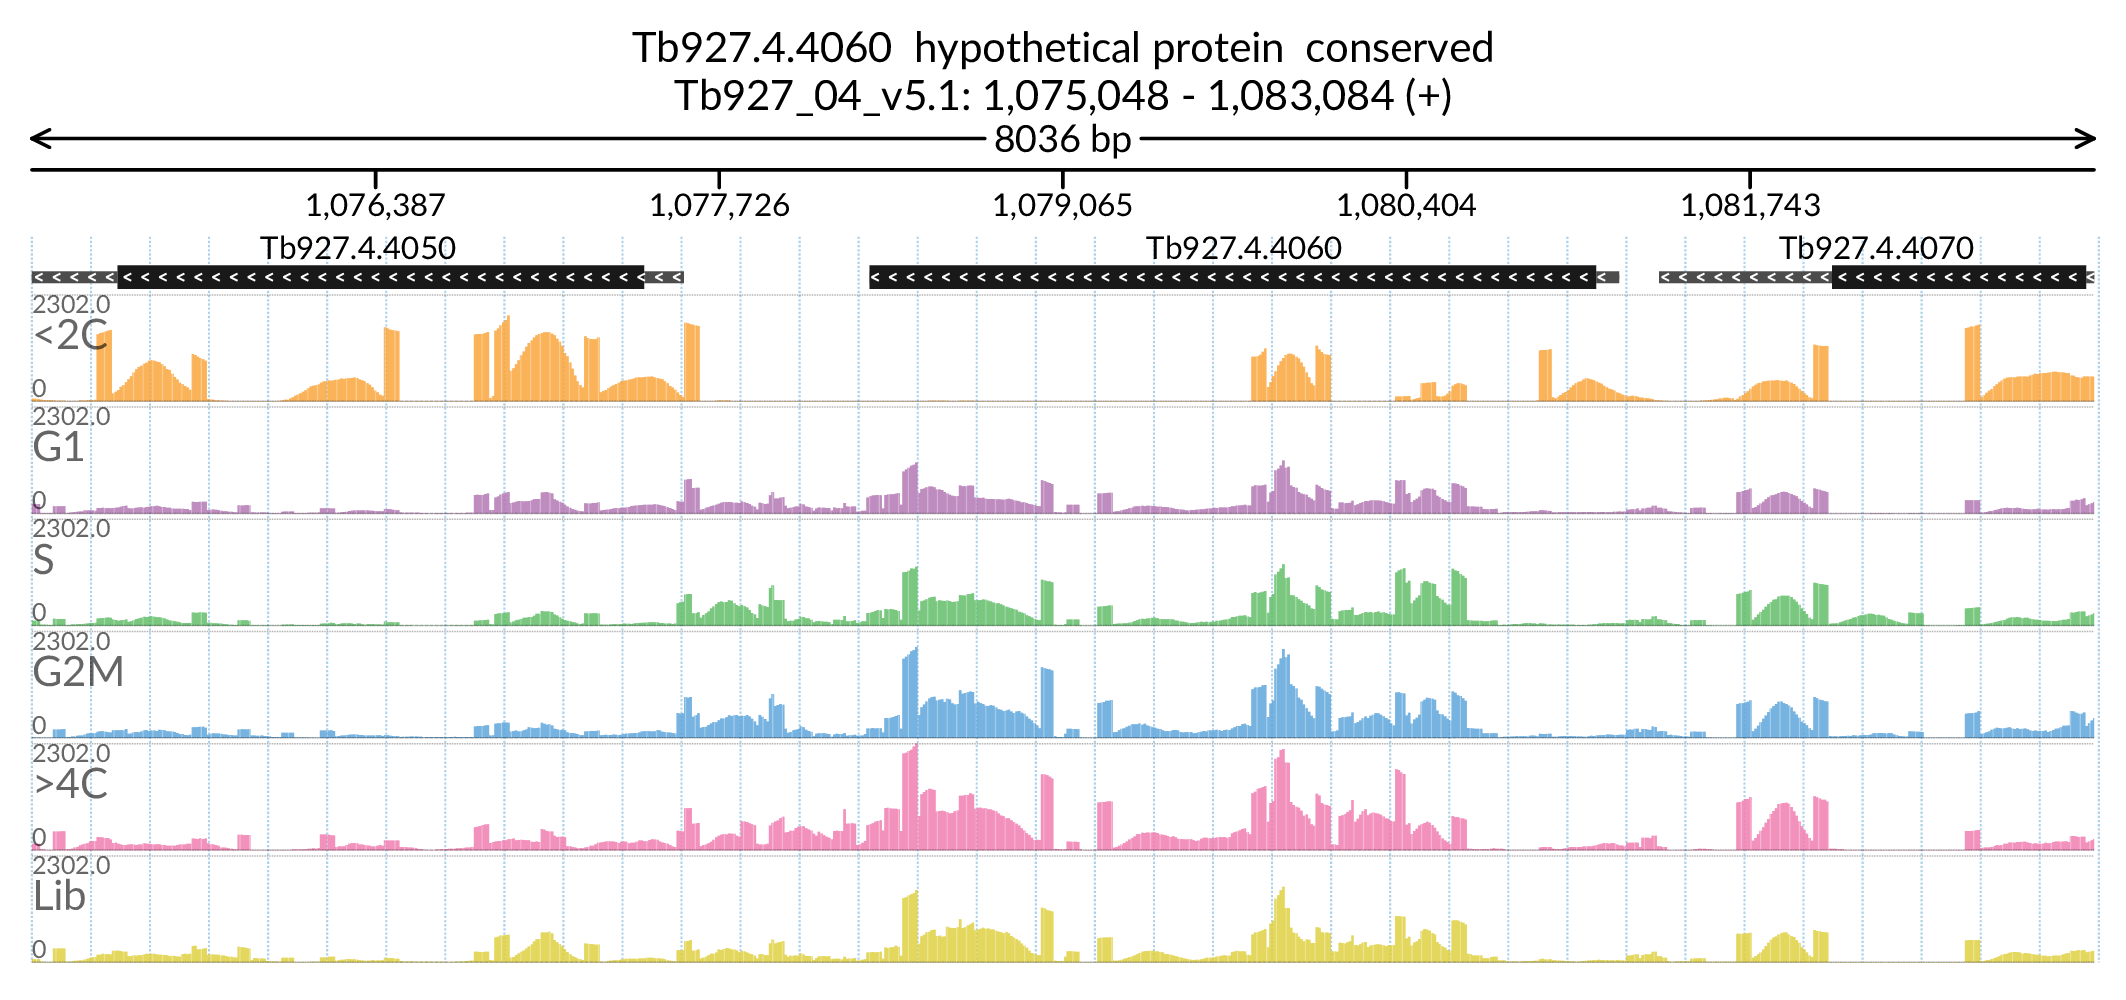 Tb927.4.4060 hypothetical protein conserved
Tb927_04_v5.1: 1,075,048 - 1,083,084 (+)
8036 bp
1,076,387 1,077,726 1,079,065 1,080,404 1,081,743
Tb927.4.4050 Tb927.4.4060 Tb927.4.4070
2302.0
<2C
0
2302.0
G1
0
2302.0
S
0
2302.0
G2M
0
2302.0
>4C
0
2302.0
Lib
0